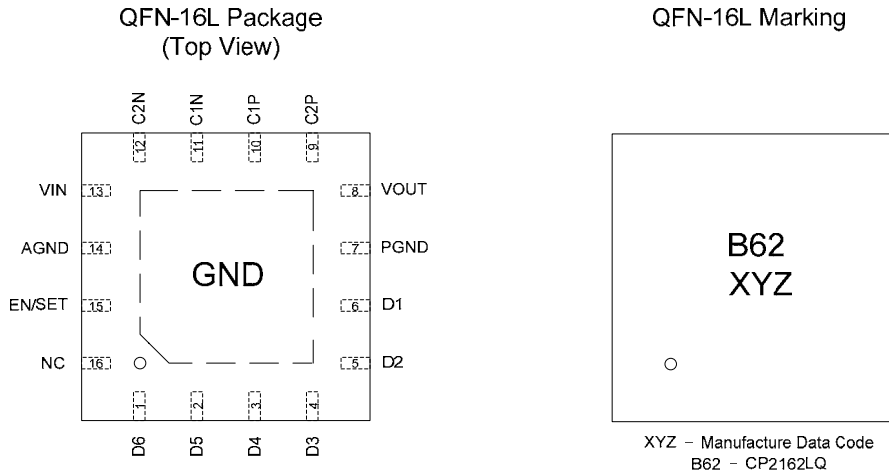 QFN-16L Package
(Top View)
QFN-16L Marking
C2N
C1N
C1P
C2P
12
11
10
9
VIN
13
8
VOUT
AGND
14
7
PGND
GND
EN/SET
15
6
D1
NC
16
5
D2
1
2
3
4
D6
D5
D4
D3
B62
XYZ
XYZ – Manufacture Data Code
B62 – CP2162LQ